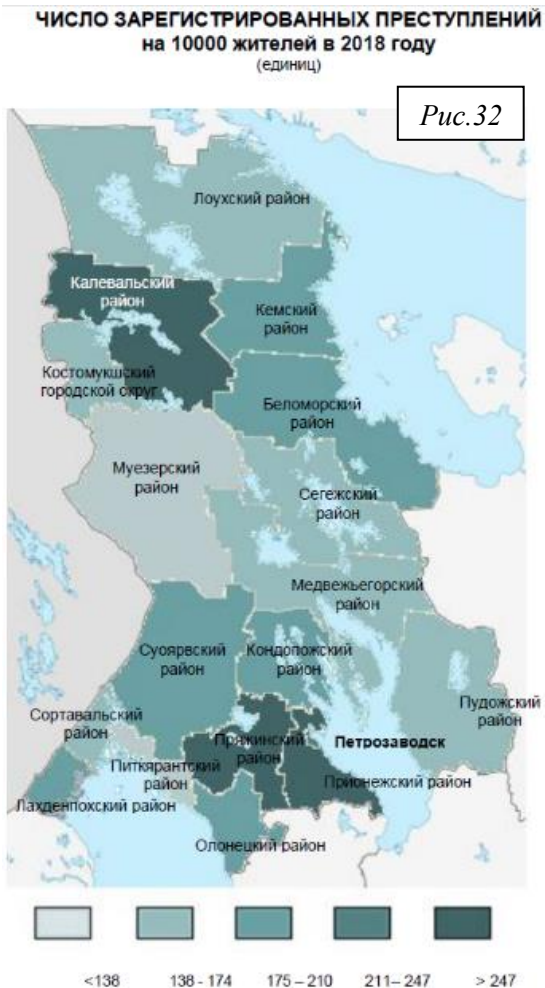 ЧИСЛО ЗАРЕГИСТРИРОВАННЫХ ПРЕСТУПЛЕНИЙ
на 10000 жителей в 2018 году
(единиц)
Рис.32
Лоухский район
Калевальский
район
Кемский
район
Костомукшский
городской округ
Беломорский
район
Муезерский
район
Сегежский
район
Медвежьегорский
район
Суоярвский
район
Кондопожский
район
Пудожский
район
Сортавальский
район
Пряжинский
район
Петрозаводск
Питкярантский
район
Прионежский район
Лахденпохский район
Олонецкий район
<138 138 - 174 175 – 210 211– 247 > 247